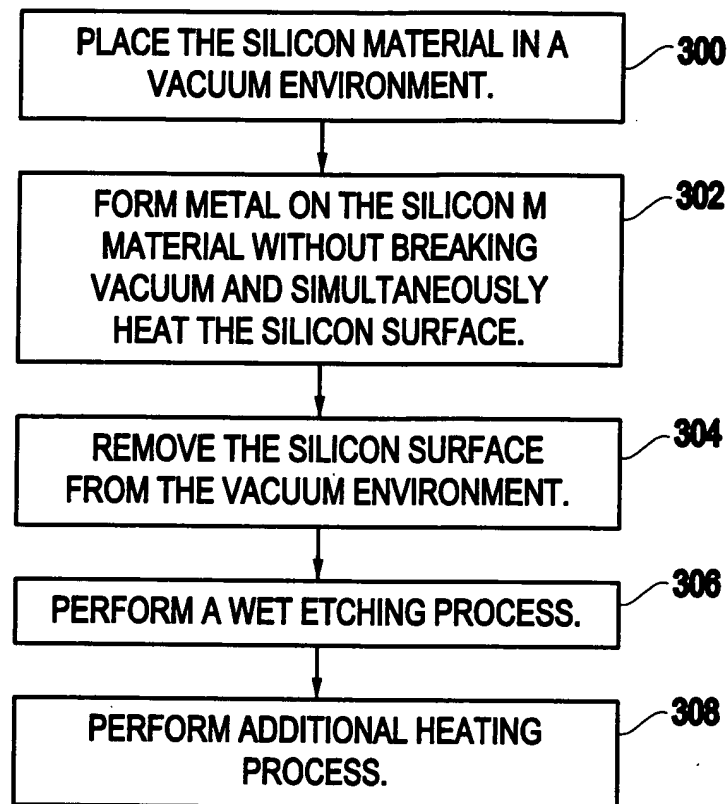 PLACE THE SILICON MATERIAL IN A
VACUUM ENVIRONMENT.
300
FORM METAL ON THE SILICON M
MATERIAL WITHOUT BREAKING
VACUUM AND SIMULTANEOUSLY
HEAT THE SILICON SURFACE.
302
REMOVE THE SILICON SURFACE
FROM THE VACUUM ENVIRONMENT.
304
PERFORM A WET ETCHING PROCESS.
306
PERFORM ADDITIONAL HEATING
PROCESS.
308